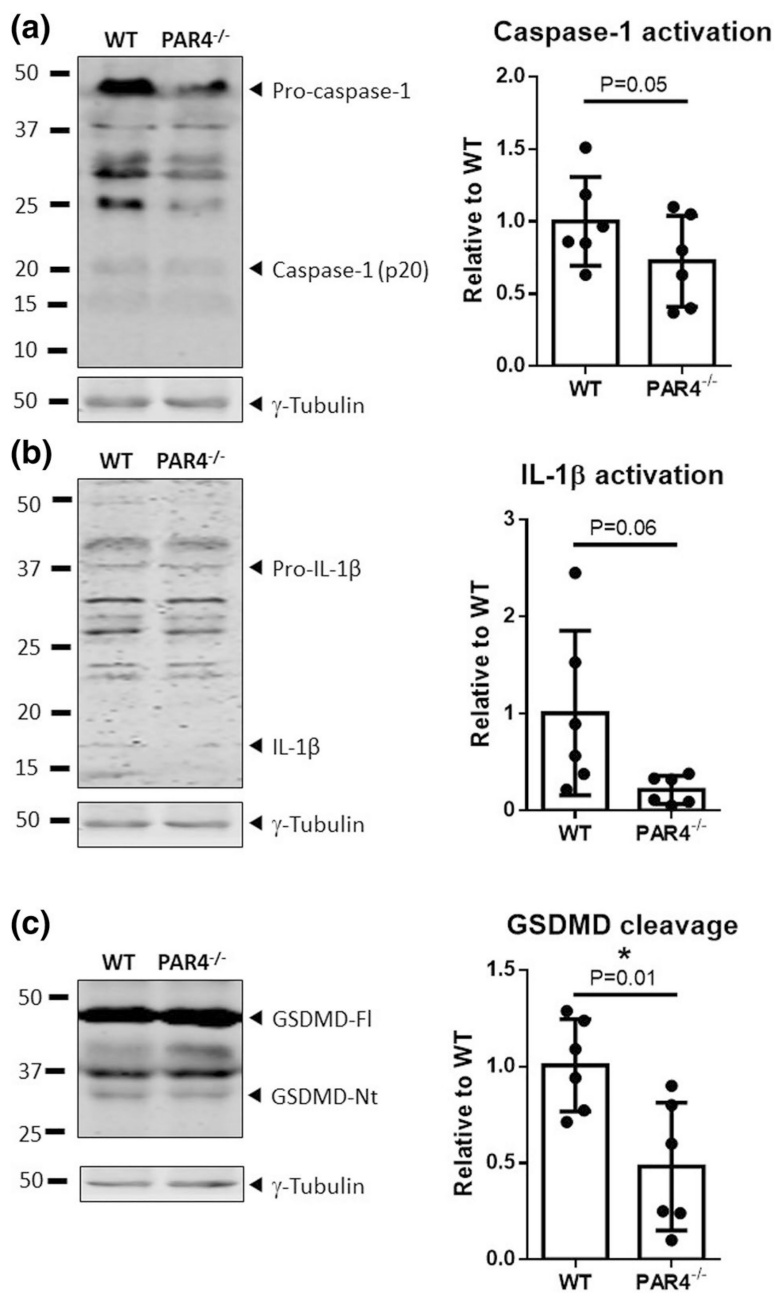 (a)
WT PAR4-/-
50
37
25
20
15
10
50
Pro-caspase-1
Caspase-1 (p20)
γ-Tubulin
Caspase-1 activation
P=0.05
Relative to WT
2.0
1.5
1.0
0.5
0.0
WT PAR4-/-
(b)
WT PAR4-/-
50
37
25
20
15
50
Pro-IL-1β
IL-1β
γ-Tubulin
IL-1β activation
P=0.06
Relative to WT
3
2
1
0
WT PAR4-/-
(c)
WT PAR4-/-
50
37
25
50
GSDMD-Fl
GSDMD-Nt
γ-Tubulin
GSDMD cleavage
*
P=0.01
Relative to WT
1.5
1.0
0.5
0.0
WT PAR4-/-